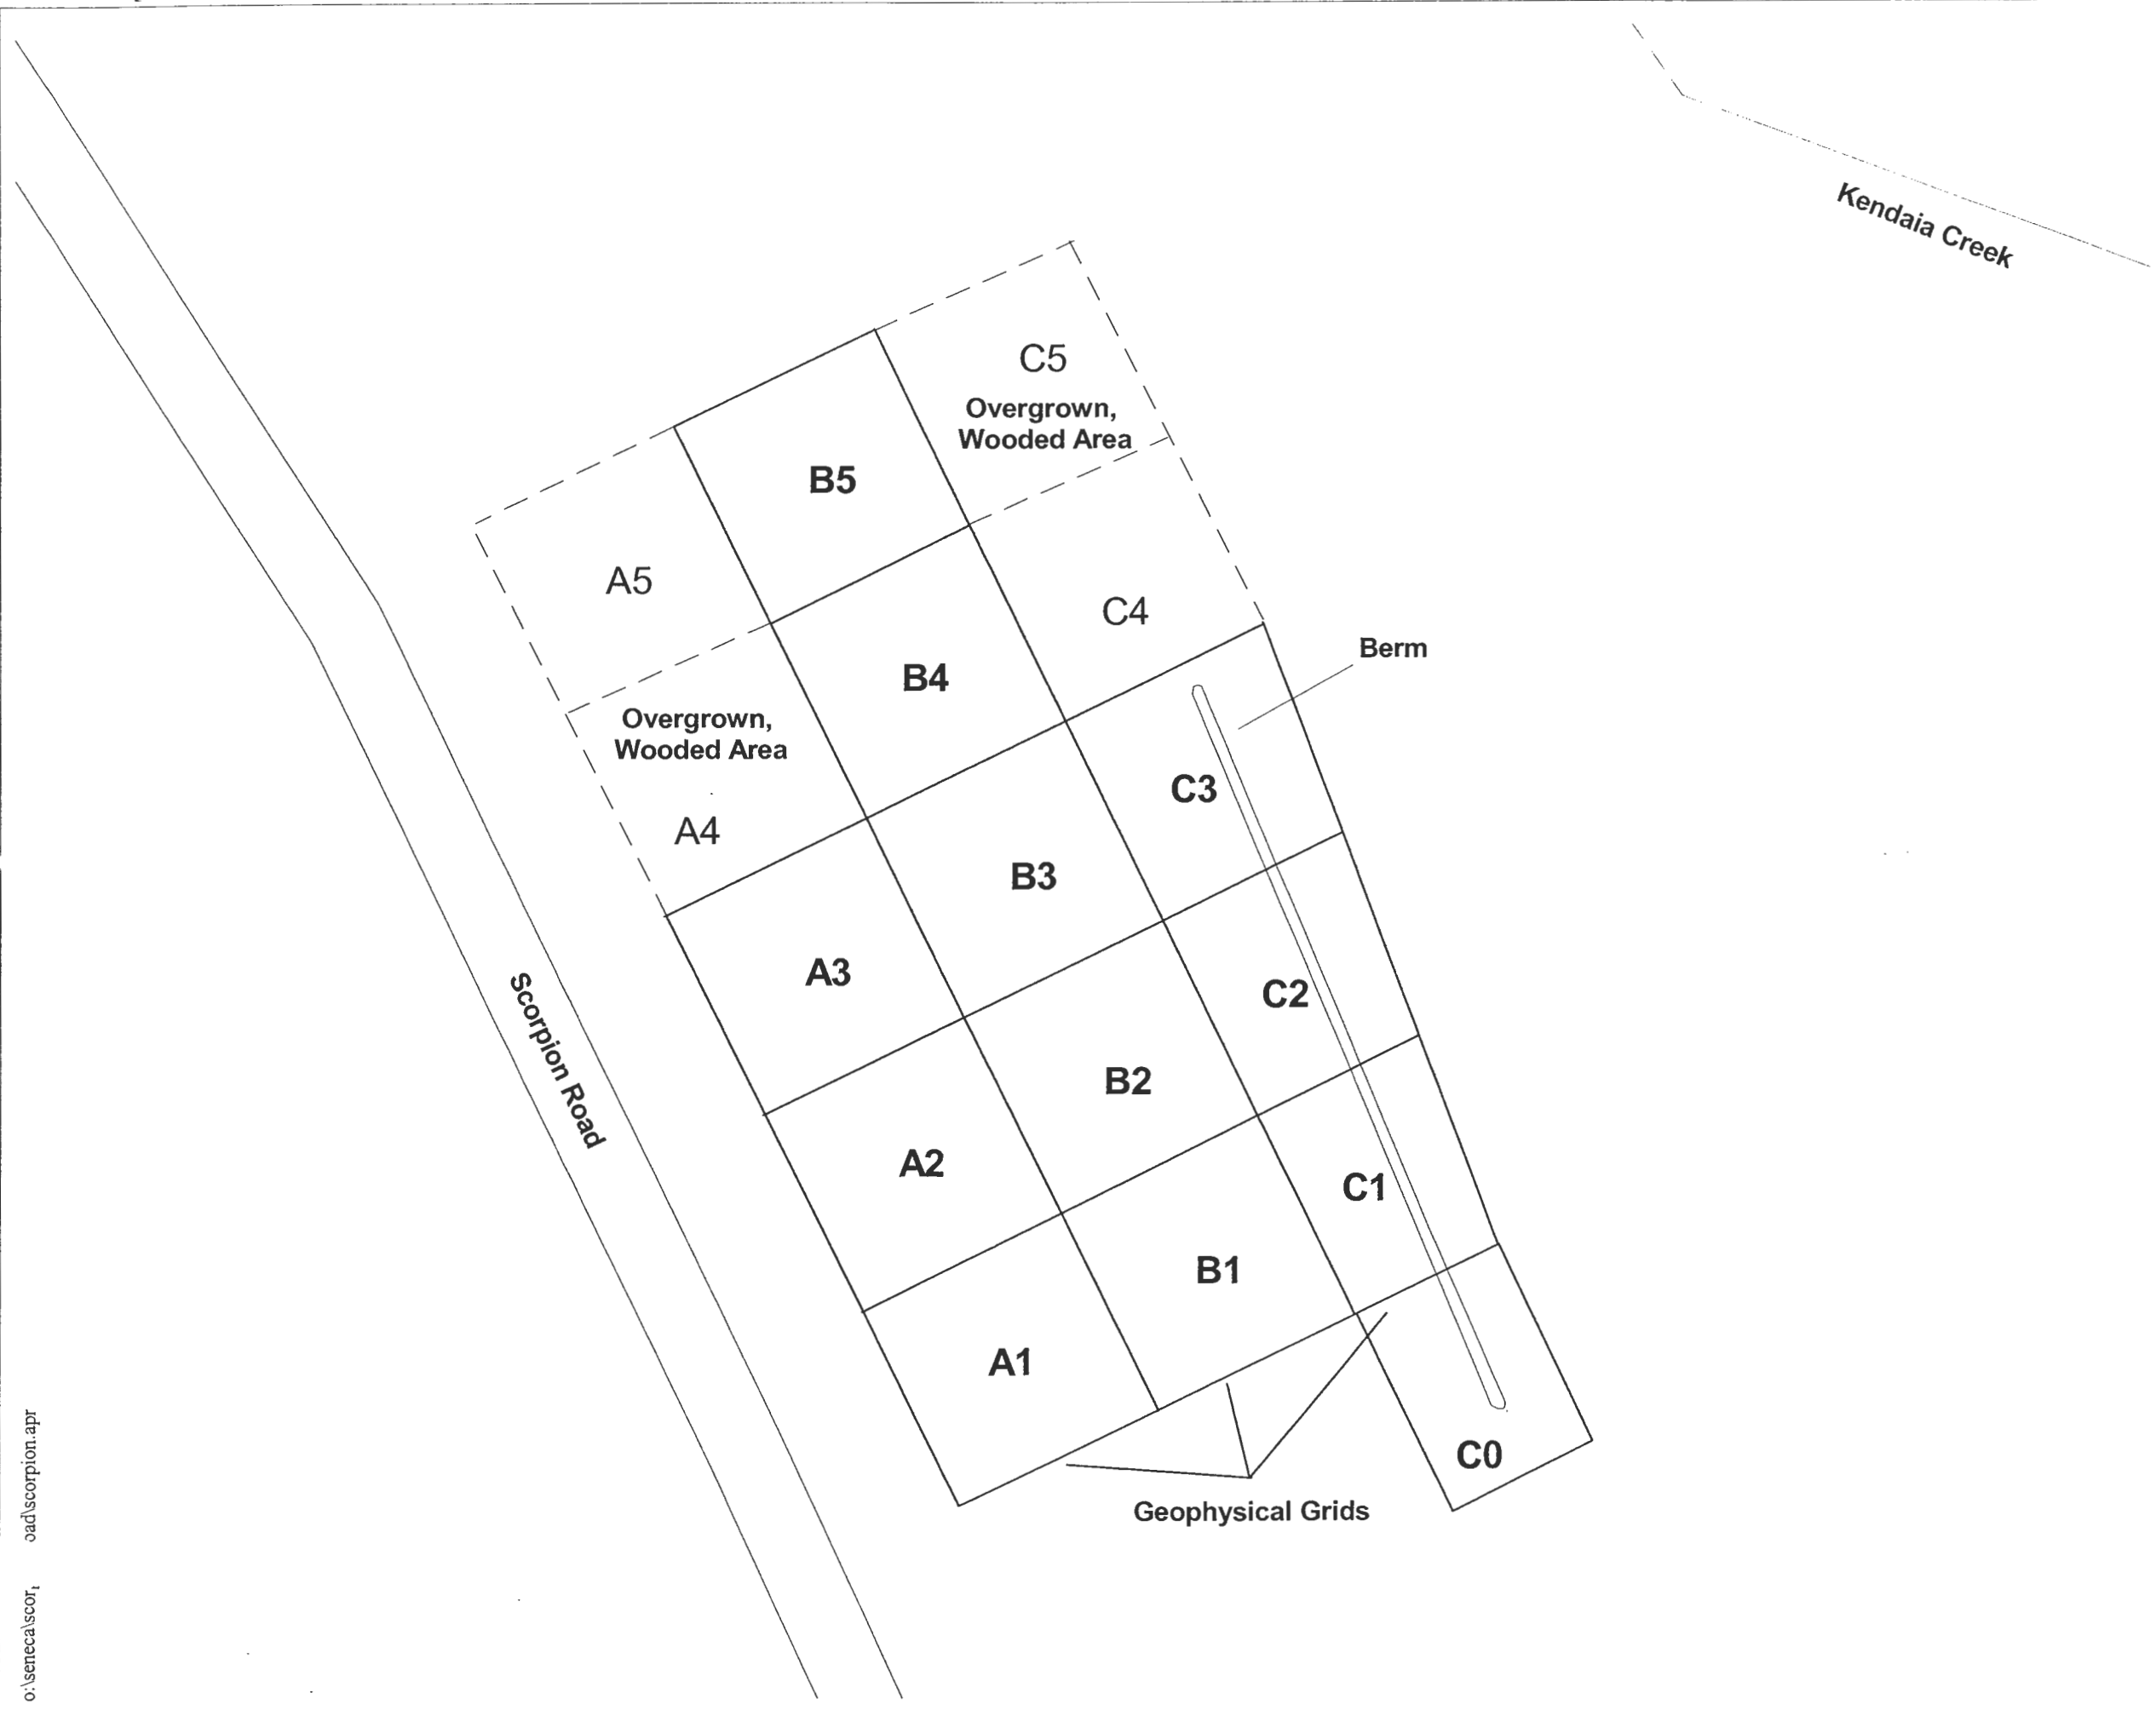 Kendaia Creek
C5
Overgrown,
Wooded Area
B5
A5
C4
Berm
B4
Overgrown,
Wooded Area
A4
C3
B3
A3
C2
Scorpion Road
B2
A2
C1
B1
A1
C0
Geophysical Grids
oad\scorpion.apr
o:\seneca\scor